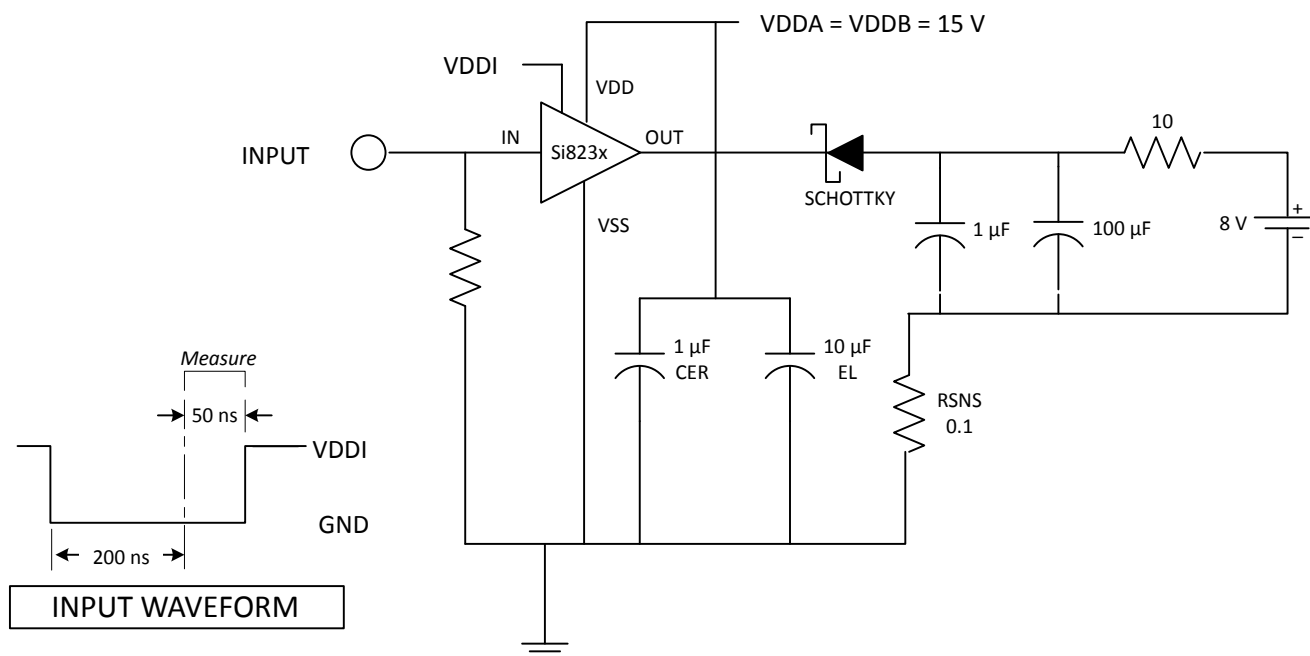 VDDA = VDDB = 15 V
VDDI
VDD
10
INPUT
IN
Si823x
OUT
SCHOTTKY
VSS
1 µF
100 µF
8 V
+
–
Measure
1 µF
CER
10 µF
EL
50 ns
RSNS
0.1
VDDI
GND
200 ns
INPUT WAVEFORM